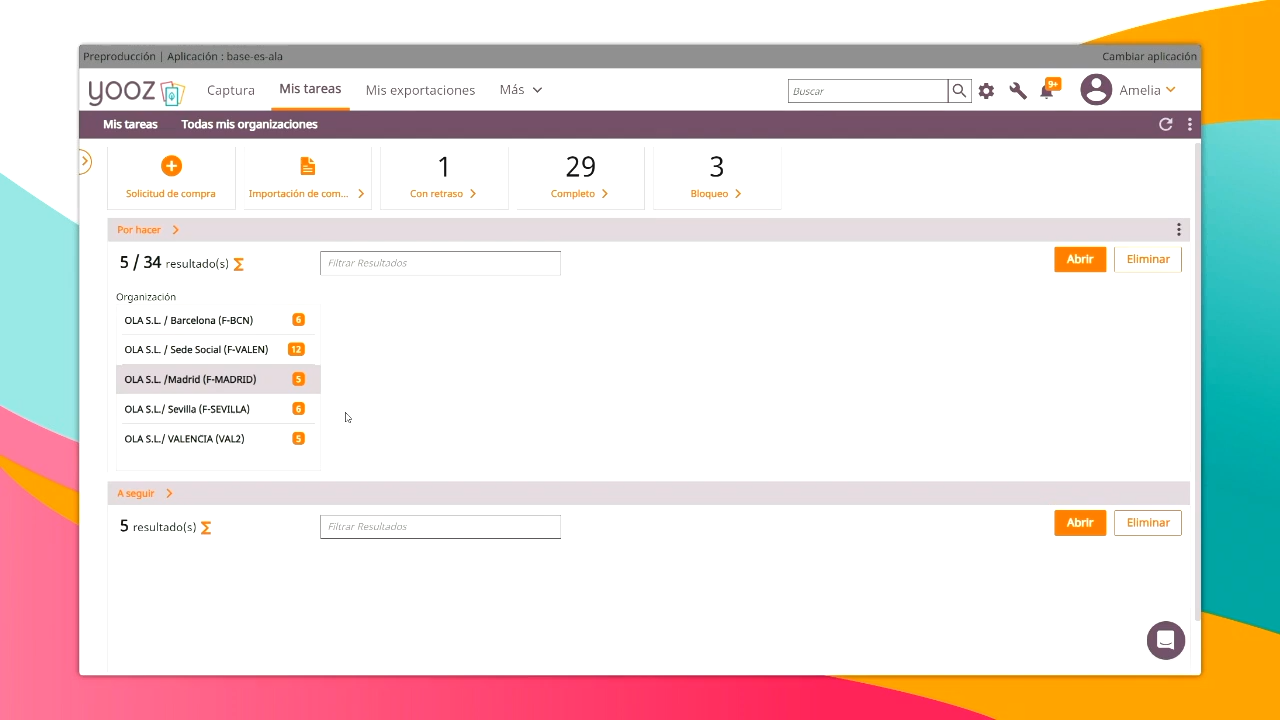 Preproducción | Aplicación : base-es-ala
Cambiar aplicación
yooz
Captura
Mis tareas
Mis exportaciones
Más
Buscar
9+
Amelia
Mis tareas
Todas mis organizaciones
Solicitud de compra
Importación de com...
1
Con retraso
29
Completo
3
Bloqueo
Por hacer
5 / 34 resultado(s) Σ
Filtrar Resultados
Abrir
Eliminar
Organización
OLA S.L. / Barcelona (F-BCN) 6
OLA S.L. / Sede Social (F-VALEN) 12
OLA S.L. /Madrid (F-MADRID) 5
OLA S.L./ Sevilla (F-SEVILLA) 6
OLA S.L./ VALENCIA (VAL2) 5
A seguir
5 resultado(s) Σ
Filtrar Resultados
Abrir
Eliminar